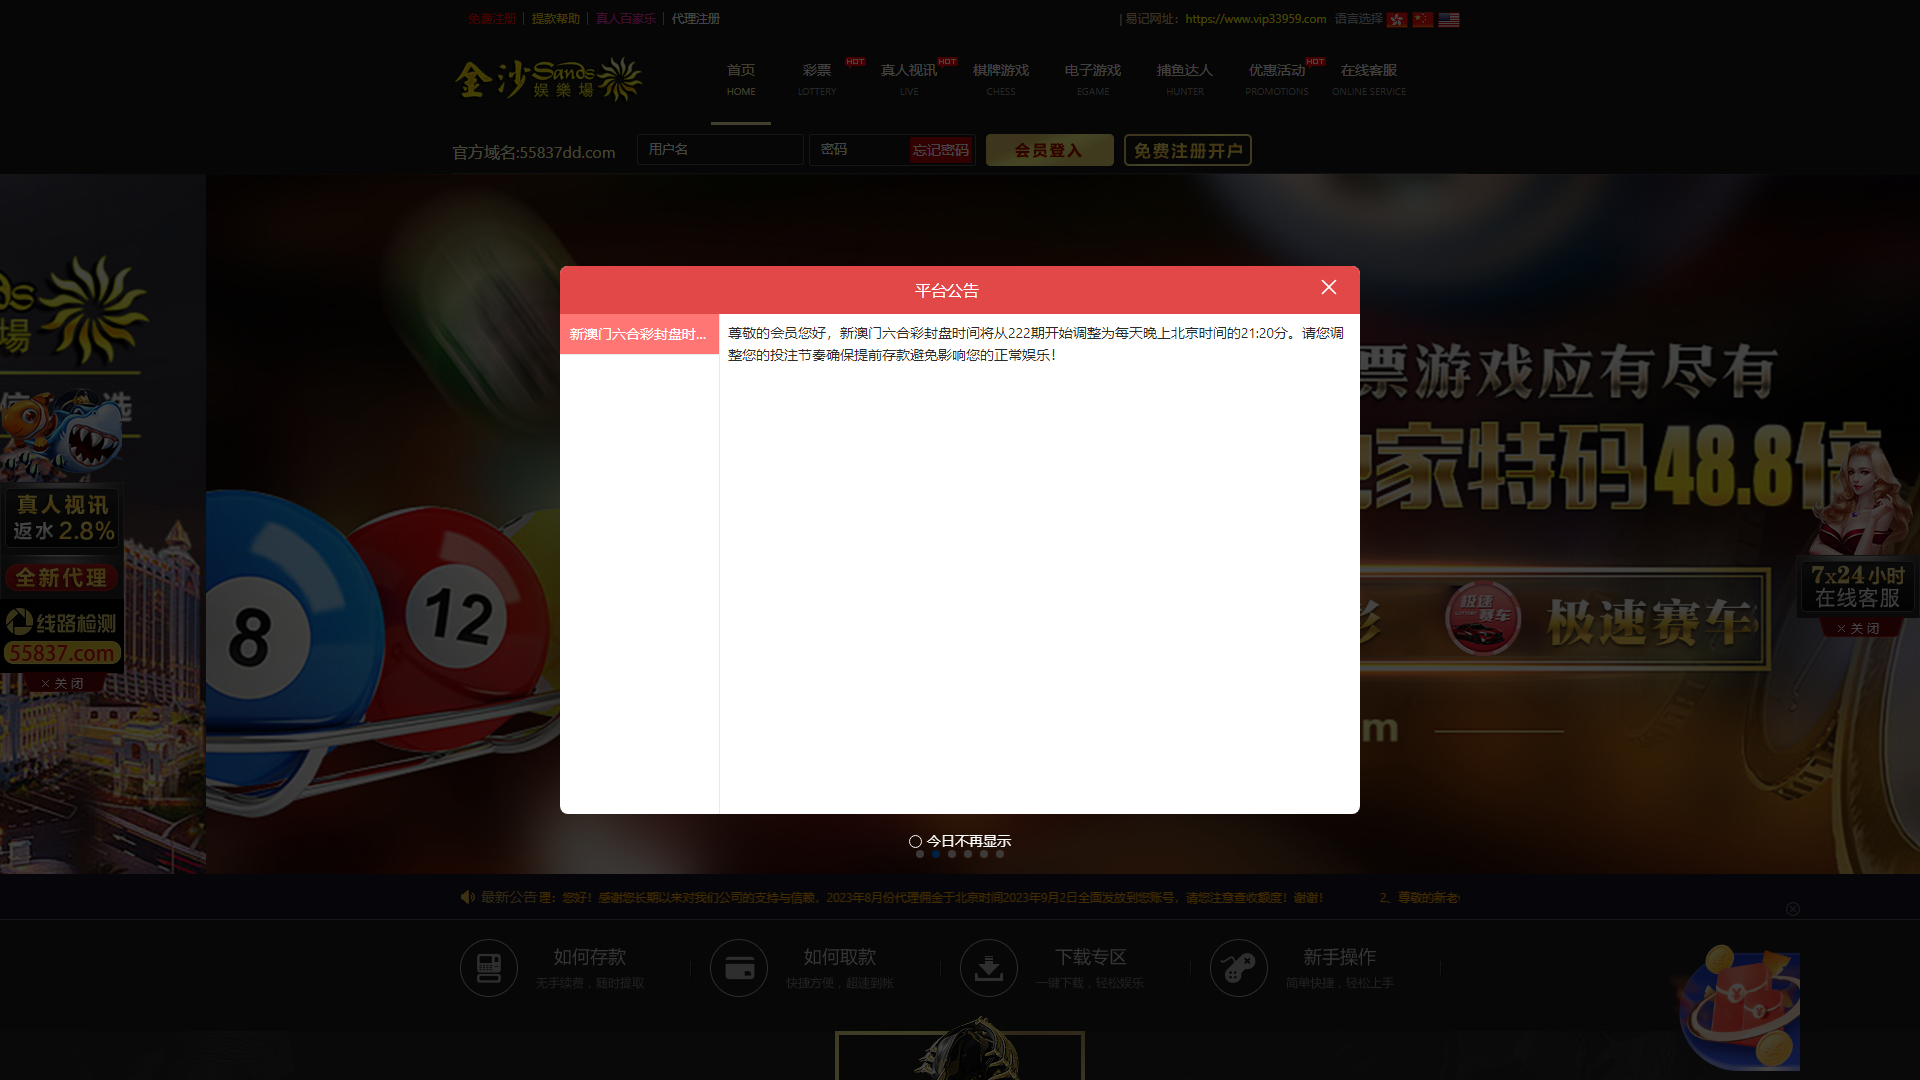 免费注册 | 提款帮助 | 真人百家乐 | 代理注册
| 易记网址: https://www.vip33959.com 语言选择
金沙 Sands 娱樂場
首页 HOME
彩票 LOTTERY HOT
真人视讯 LIVE HOT
棋牌游戏 CHESS
电子游戏 EGAME
捕鱼达人 HUNTER
优惠活动 PROMOTIONS HOT
在线客服 ONLINE SERVICE
官方域名:55837dd.com 用户名 密码 忘记密码 会员登入 免费注册开户
平台公告
新澳门六合彩封盘时...
尊敬的会员您好，新澳门六合彩封盘时间将从222期开始调整为每天晚上北京时间的21:20分。请您调
整您的投注节奏确保提前存款避免影响您的正常娱乐！
票游戏应有尽有
家特码48.8倍
极速赛车
极速赛车
m
場
选
真人视讯
返水2.8%
全新代理
线路检测
55837.com
× 关闭
7x24小时
在线客服
× 关闭
8
12
今日不再显示
最新公告 理：您好！感谢您长期以来对我们公司的支持与信赖。2023年8月份代理佣金于北京时间2023年9月2日全面发放到您账号，请您注意查收额度！谢谢！ 2、尊敬的新老
如何存款
无手续费，随时提取
如何取款
快捷方便，超速到帐
下载专区
一键下载，轻松娱乐
新手操作
简单快捷，轻松上手